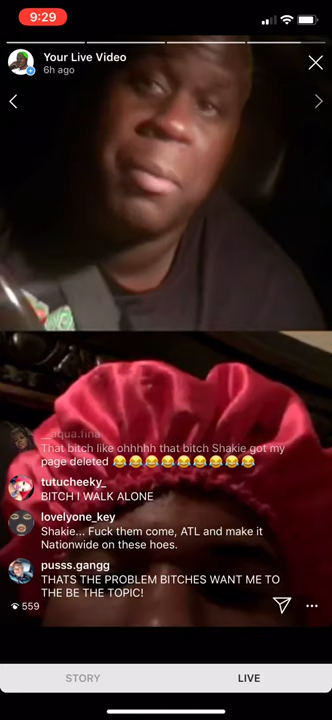 9:29
Your Live Video
6h ago
__aqua.fina
That bitch like ohhhhh that bitch Shakie got my
page deleted 😂😂😂😂😂😂😂😂😂
tutucheeky_
BITCH I WALK ALONE
lovelyone_key
Shakie... Fuck them come, ATL and make it
Nationwide on these hoes.
pusss.gangg
THATS THE PROBLEM BITCHES WANT ME TO
THE BE THE TOPIC!
559
STORY
LIVE